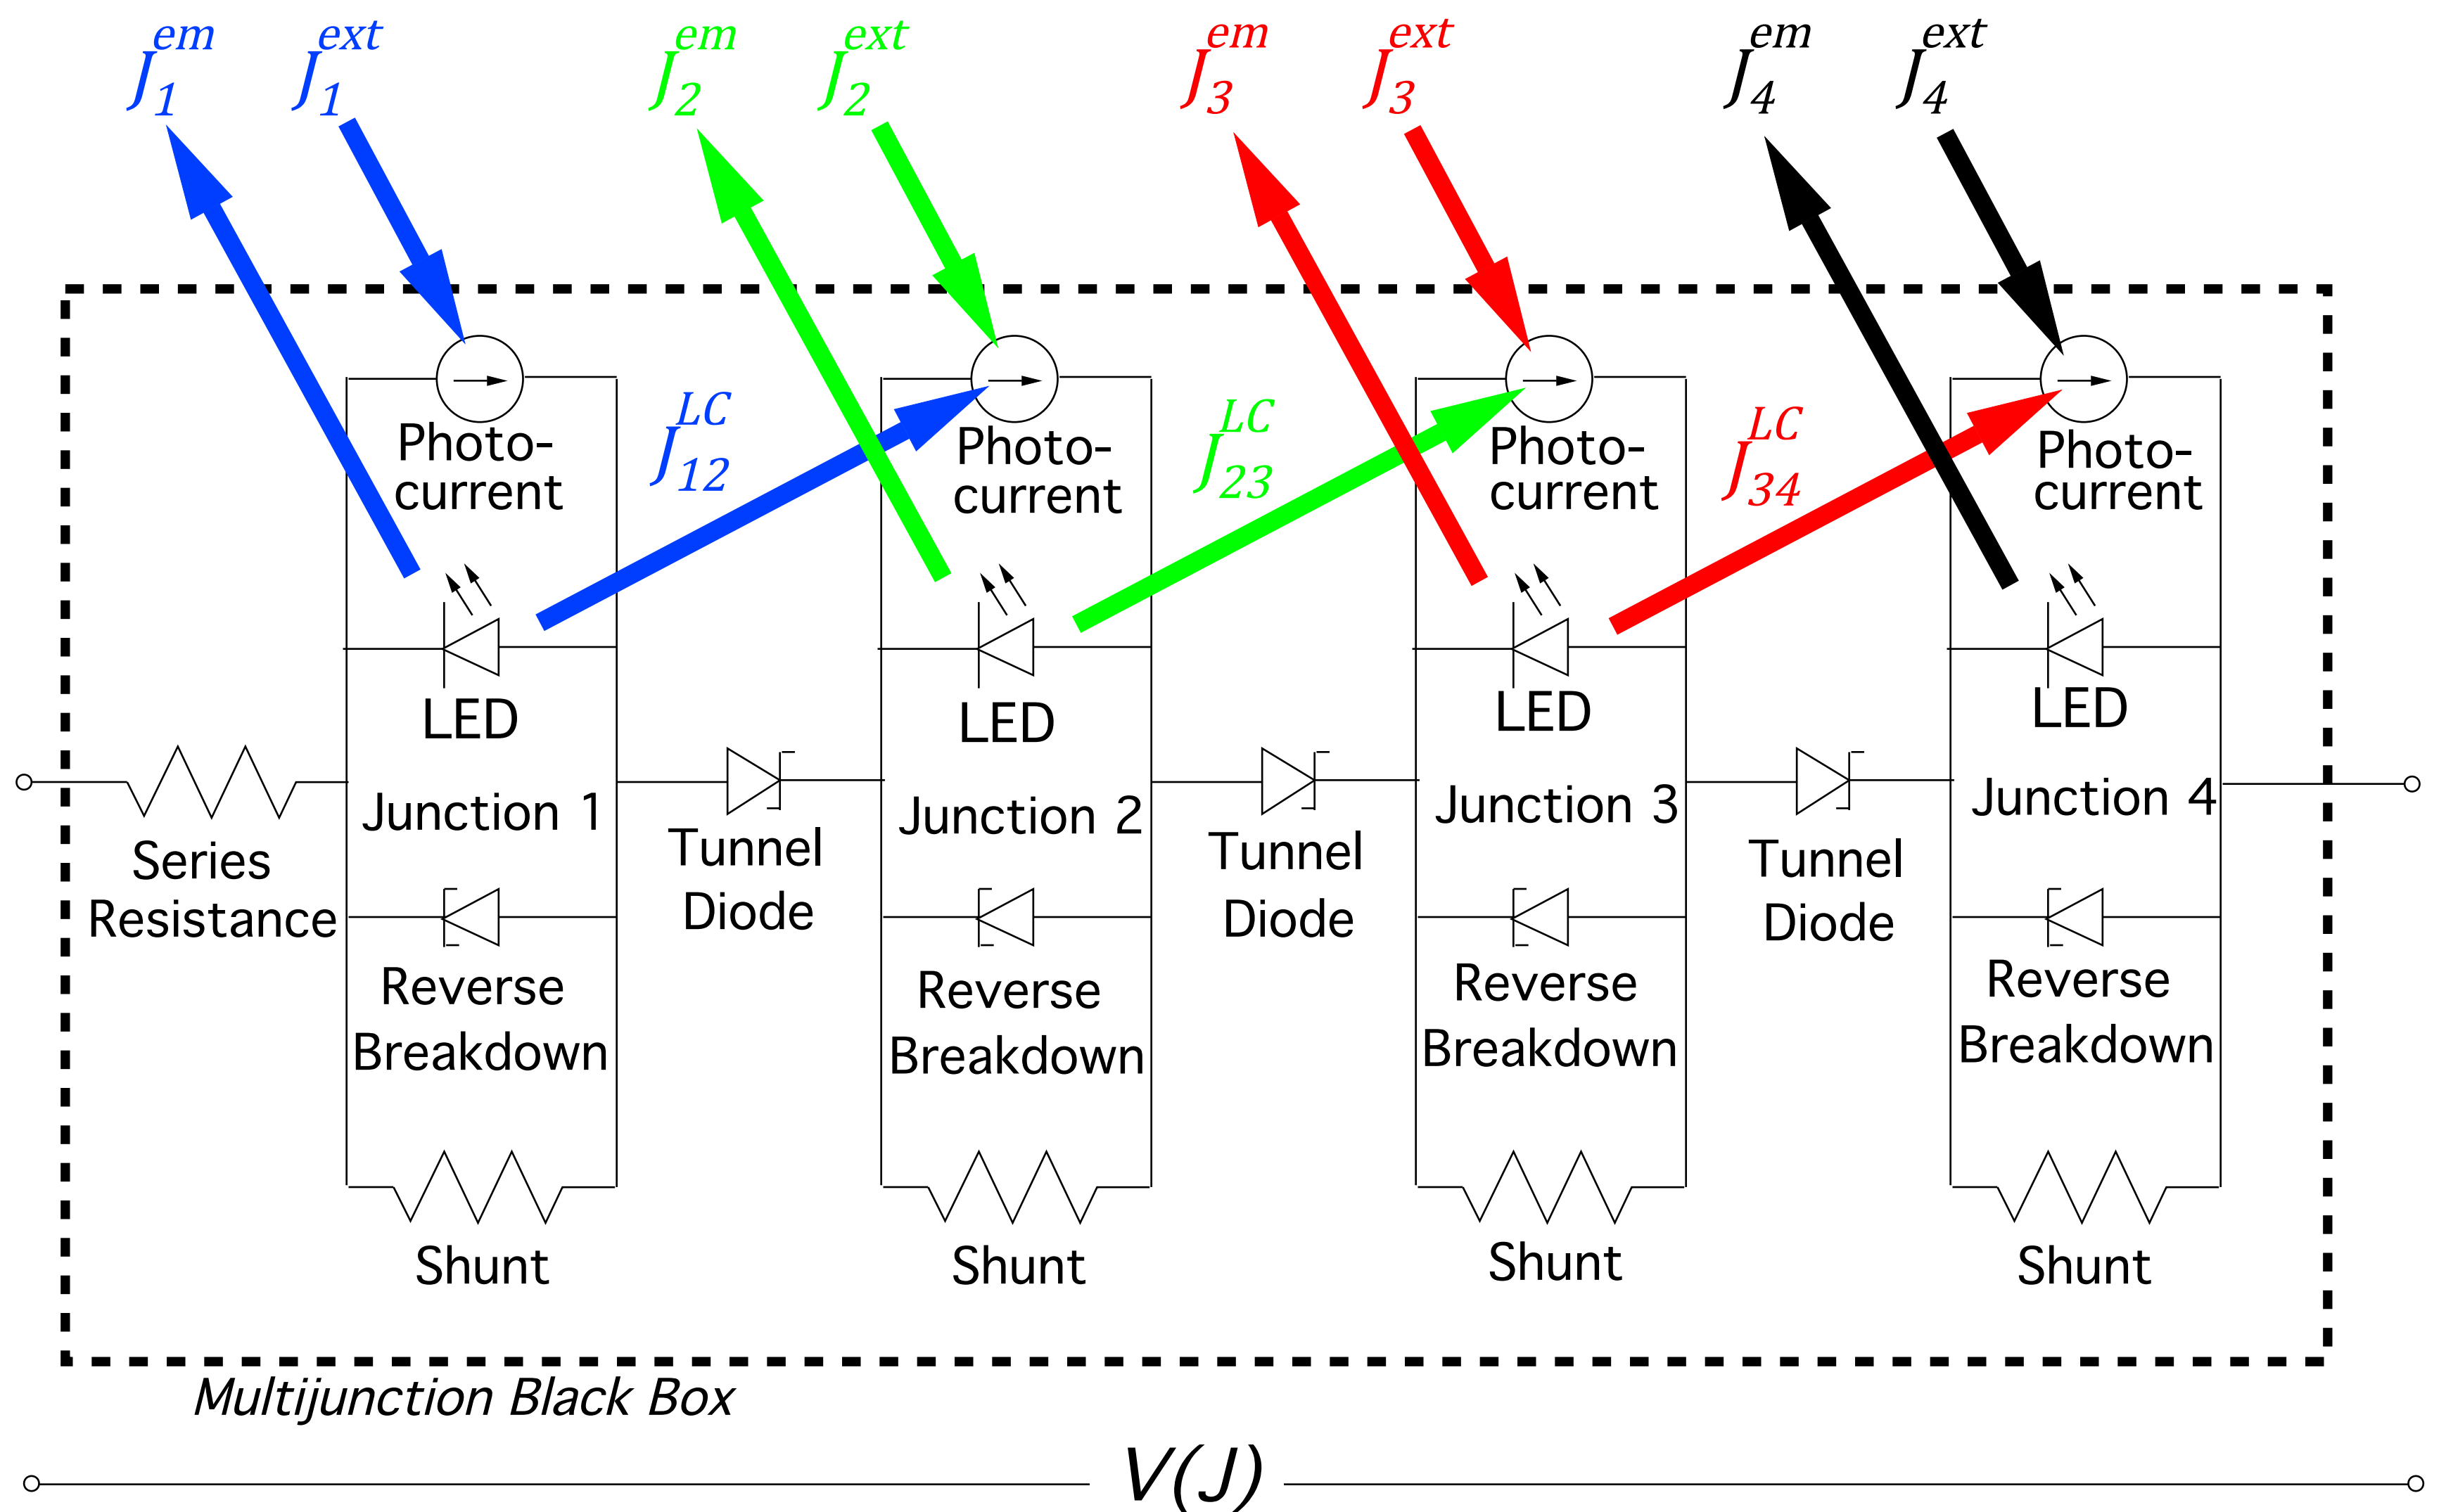 J₁ᵉᵐ J₁ᵉˣᵗ J₂ᵉᵐ J₂ᵉˣᵗ J₃ᵉᵐ J₃ᵉˣᵗ J₄ᵉᵐ J₄ᵉˣᵗ
Photo-
current
J₁₂ᴸᶜ
Photo-
current
J₂₃ᴸᶜ
Photo-
current
J₃₄ᴸᶜ
Photo-
current
LED
LED
LED
LED
Series
Resistance
Junction 1
Tunnel
Diode
Junction 2
Tunnel
Diode
Junction 3
Tunnel
Diode
Junction 4
Reverse
Breakdown
Reverse
Breakdown
Reverse
Breakdown
Reverse
Breakdown
Shunt
Shunt
Shunt
Shunt
Multijunction Black Box
V(J)